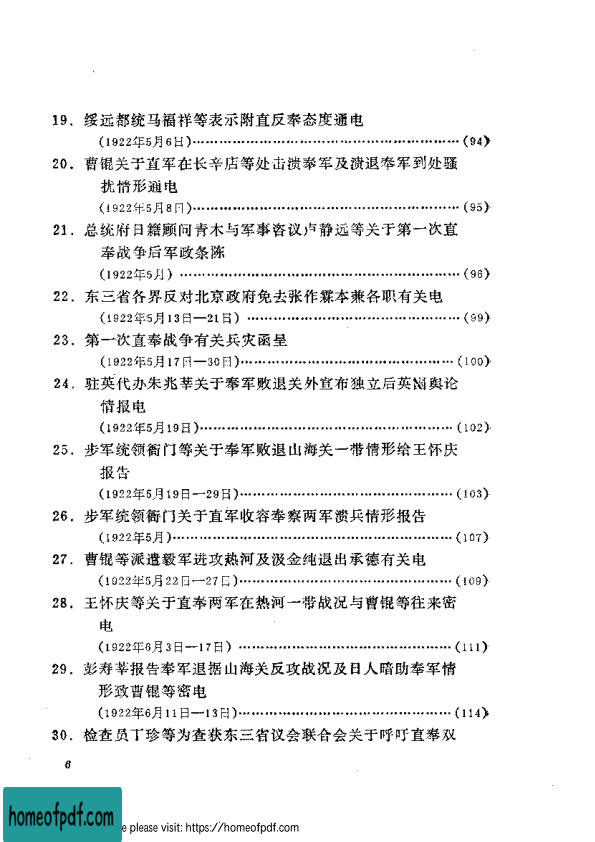 19．绥远都统马福祥等表示附直反奉态度通电
（1922年5月6日）……………………………………（94）
20．曹锟关于直军在长辛店等处击溃奉军及溃退奉军到处骚
扰情形通电
（1922年5月8日）……………………………………（95）
21．总统府日籍顾问青木与军事咨议卢静远等关于第一次直
奉战争后军政条陈
（1922年5月）……………………………………（96）
22．东三省各界反对北京政府免去张作霖本兼各职有关电
（1922年5月13日—21日）……………………………（99）
23．第一次直奉战争有关兵灾函呈
（1922年5月17日—30日）……………………………（100）
24．驻英代办朱兆莘关于奉军败退关外宣布独立后英国舆论
情报电
（1922年5月19日）……………………………………（102）
25．步军统领衙门等关于奉军败退山海关一带情形给王怀庆
报告
（1922年5月19日—29日）……………………………（103）
26．步军统领衙门关于直军收容奉察两军溃兵情形报告
（1922年5月）……………………………………（107）
27．曹锟等派遣毅军进攻热河及汲金纯退出承德有关电
（1922年5月22日—27日）……………………………（109）
28．王怀庆等关于直奉两军在热河一带战况与曹锟等往来密
电
（1922年6月3日—17日）……………………………（111）
29．彭寿莘报告奉军退据山海关反攻战况及日人暗助奉军情
形致曹锟等密电
（1922年6月11日—13日）……………………………（114）
30．检查员丁珍等为查获东三省议会联合会关于呼吁直奉双
6
homeofpdf.com
e please visit: https://homeofpdf.com